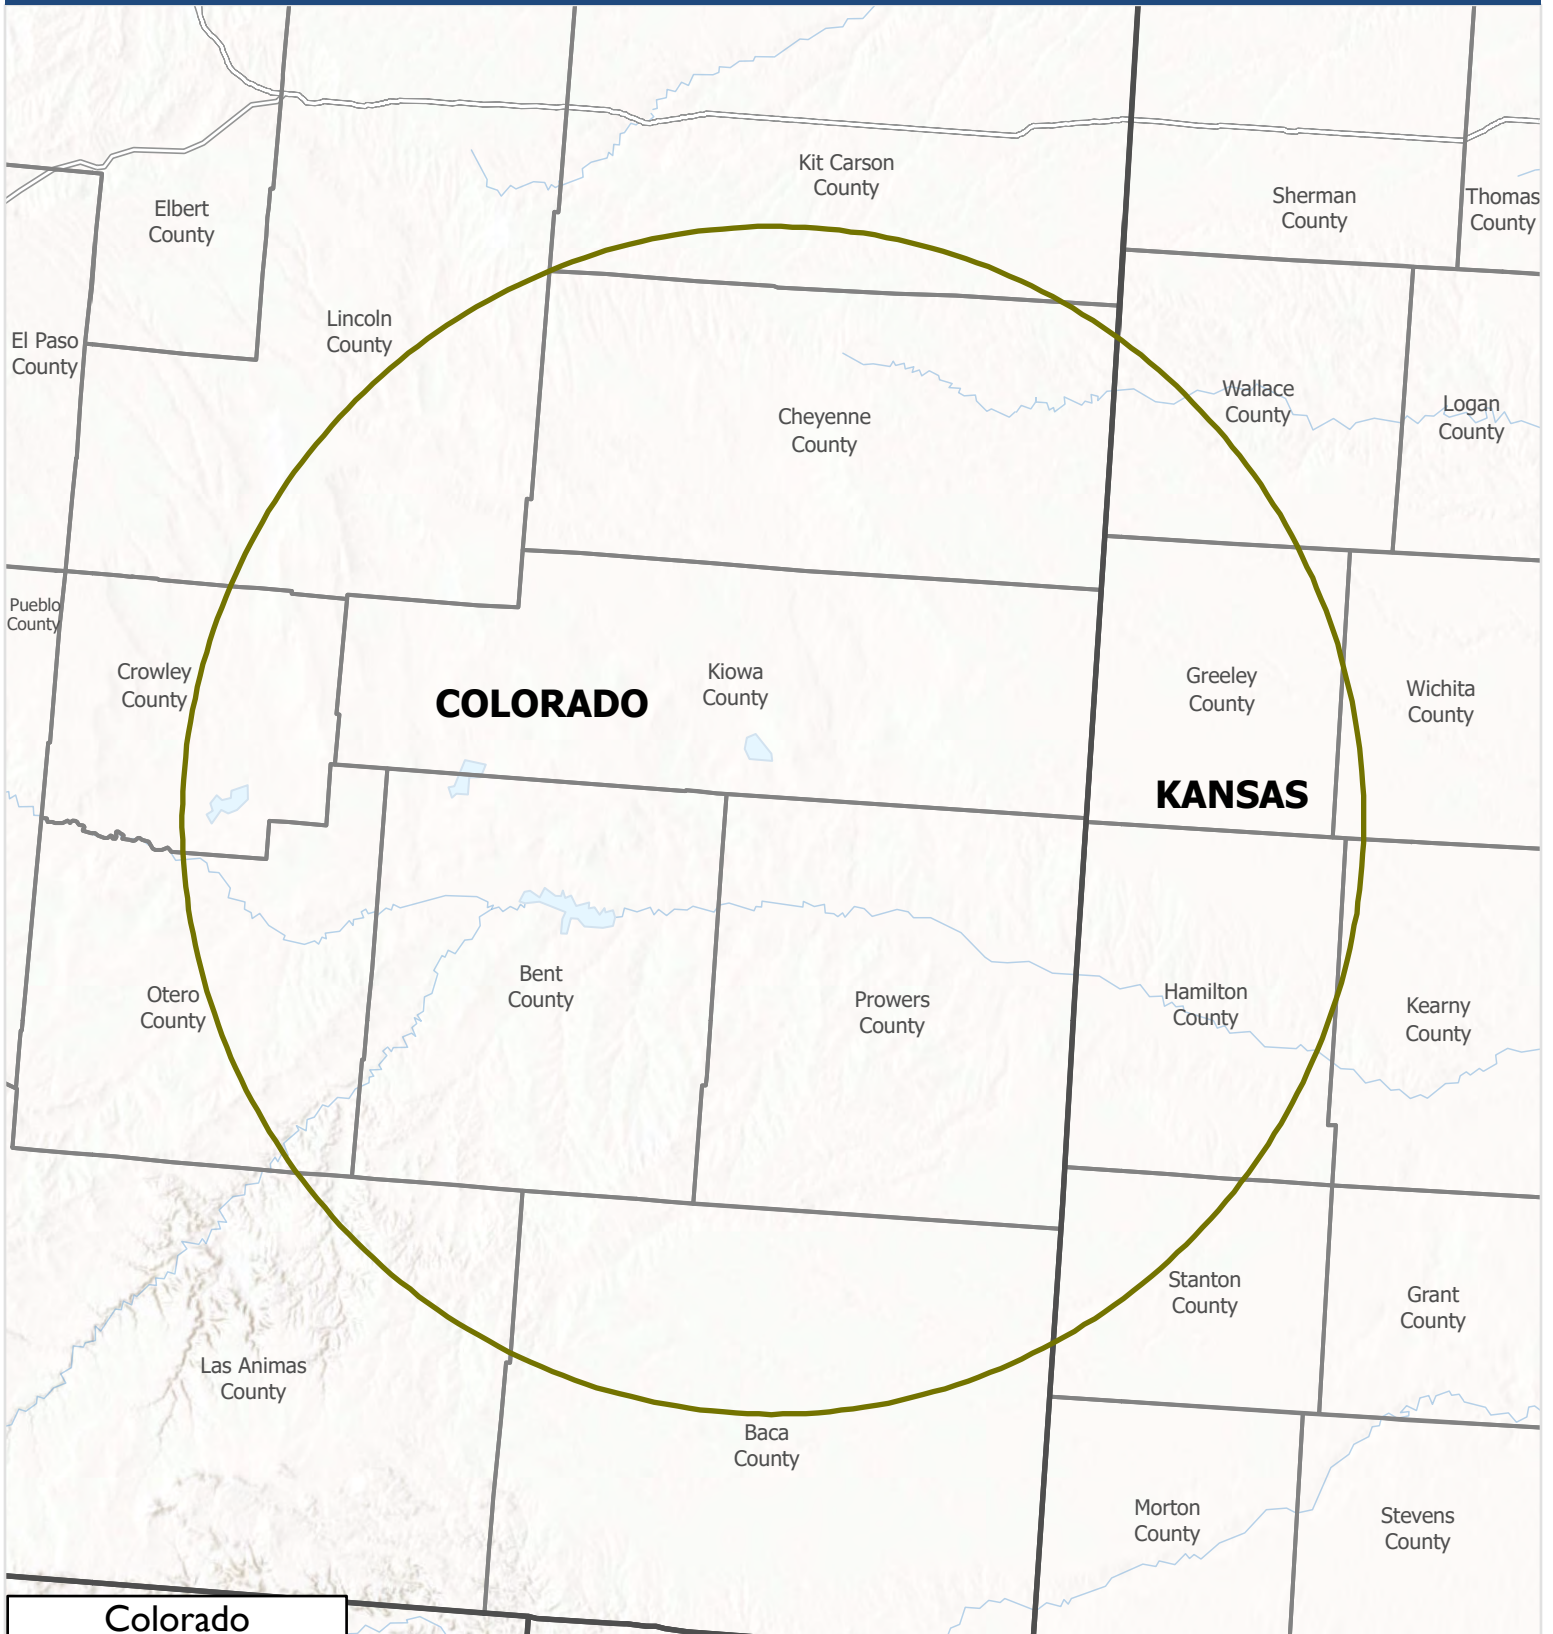 Kit Carson
County
Sherman
County
Thomas
County
Elbert
County
Lincoln
County
El Paso
County
Wallace
County
Logan
County
Cheyenne
County
Pueblo
County
Crowley
County
COLORADO
Kiowa
County
Greeley
County
Wichita
County
KANSAS
Bent
County
Prowers
County
Hamilton
County
Kearny
County
Otero
County
Stanton
County
Grant
County
Las Animas
County
Baca
County
Morton
County
Stevens
County
Colorado